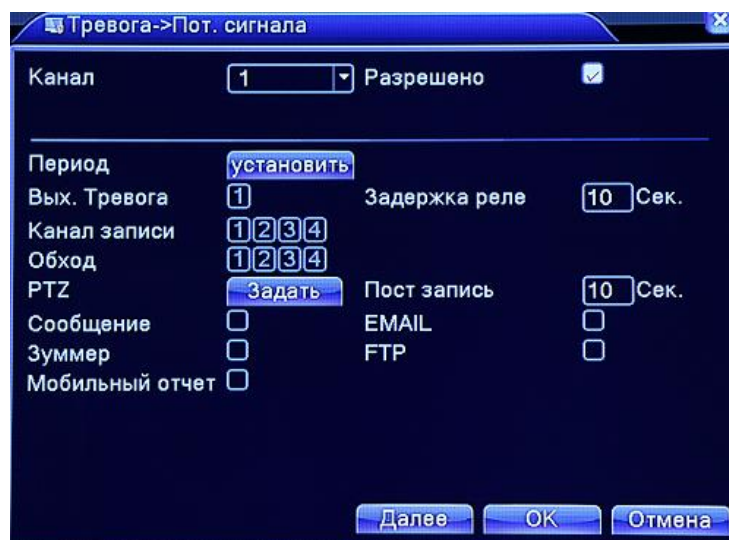 Тревога->Пот. сигнала
Канал 1 Разрешено
Период установить
Вых. Тревога 1 Задержка реле 10 Сек.
Канал записи 1 2 3 4
Обход 1 2 3 4
PTZ Задать Пост запись 10 Сек.
Сообщение EMAIL
Зуммер FTP
Мобильный отчет
Далее OK Отмена